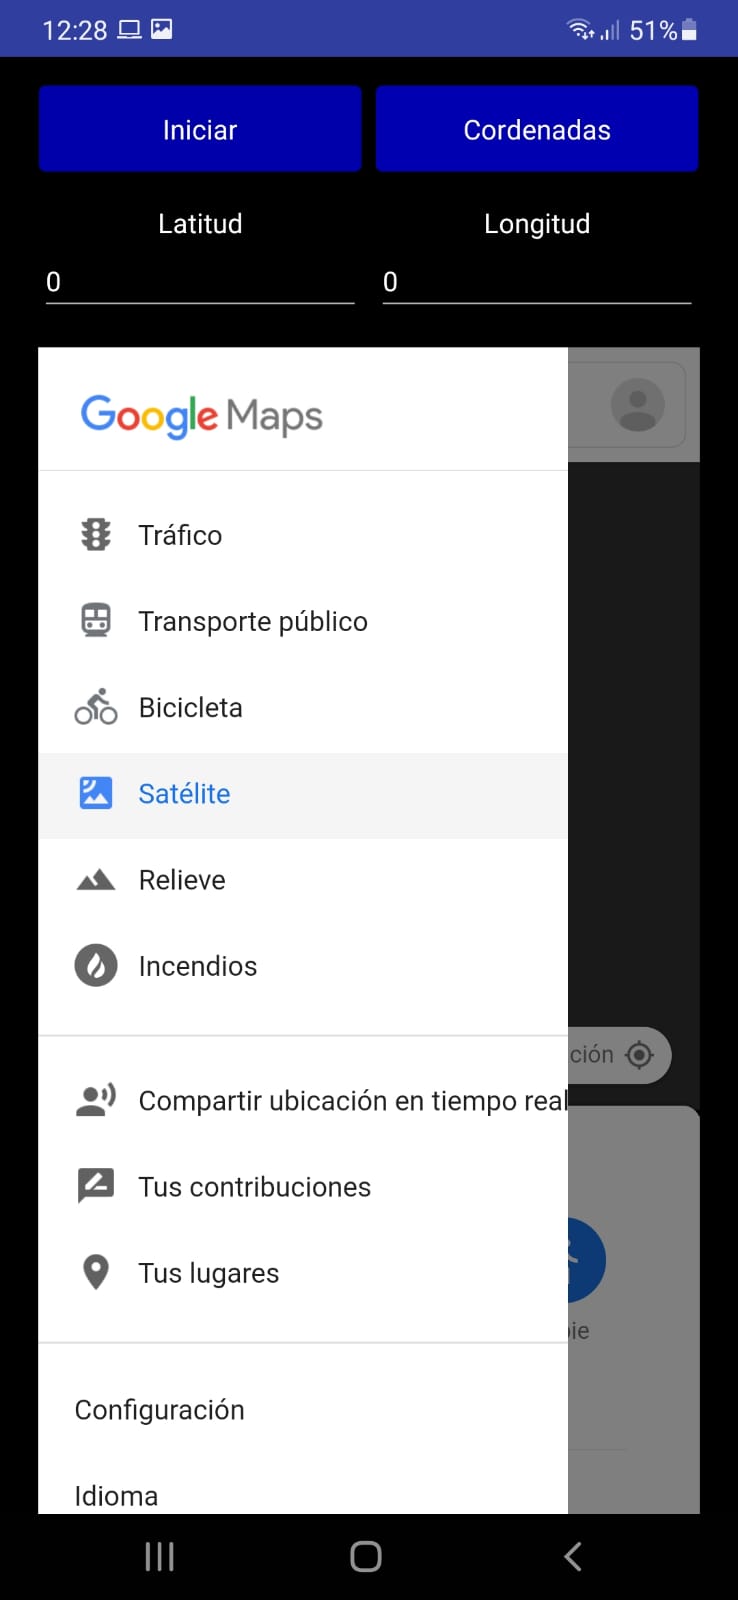 12:28 51%
Iniciar Cordenadas
Latitud Longitud
0 0
Google Maps
Tráfico
Transporte público
Bicicleta
Satélite
Relieve
Incendios
ción
Compartir ubicación en tiempo real
Tus contribuciones
Tus lugares
pie
Configuración
Idioma